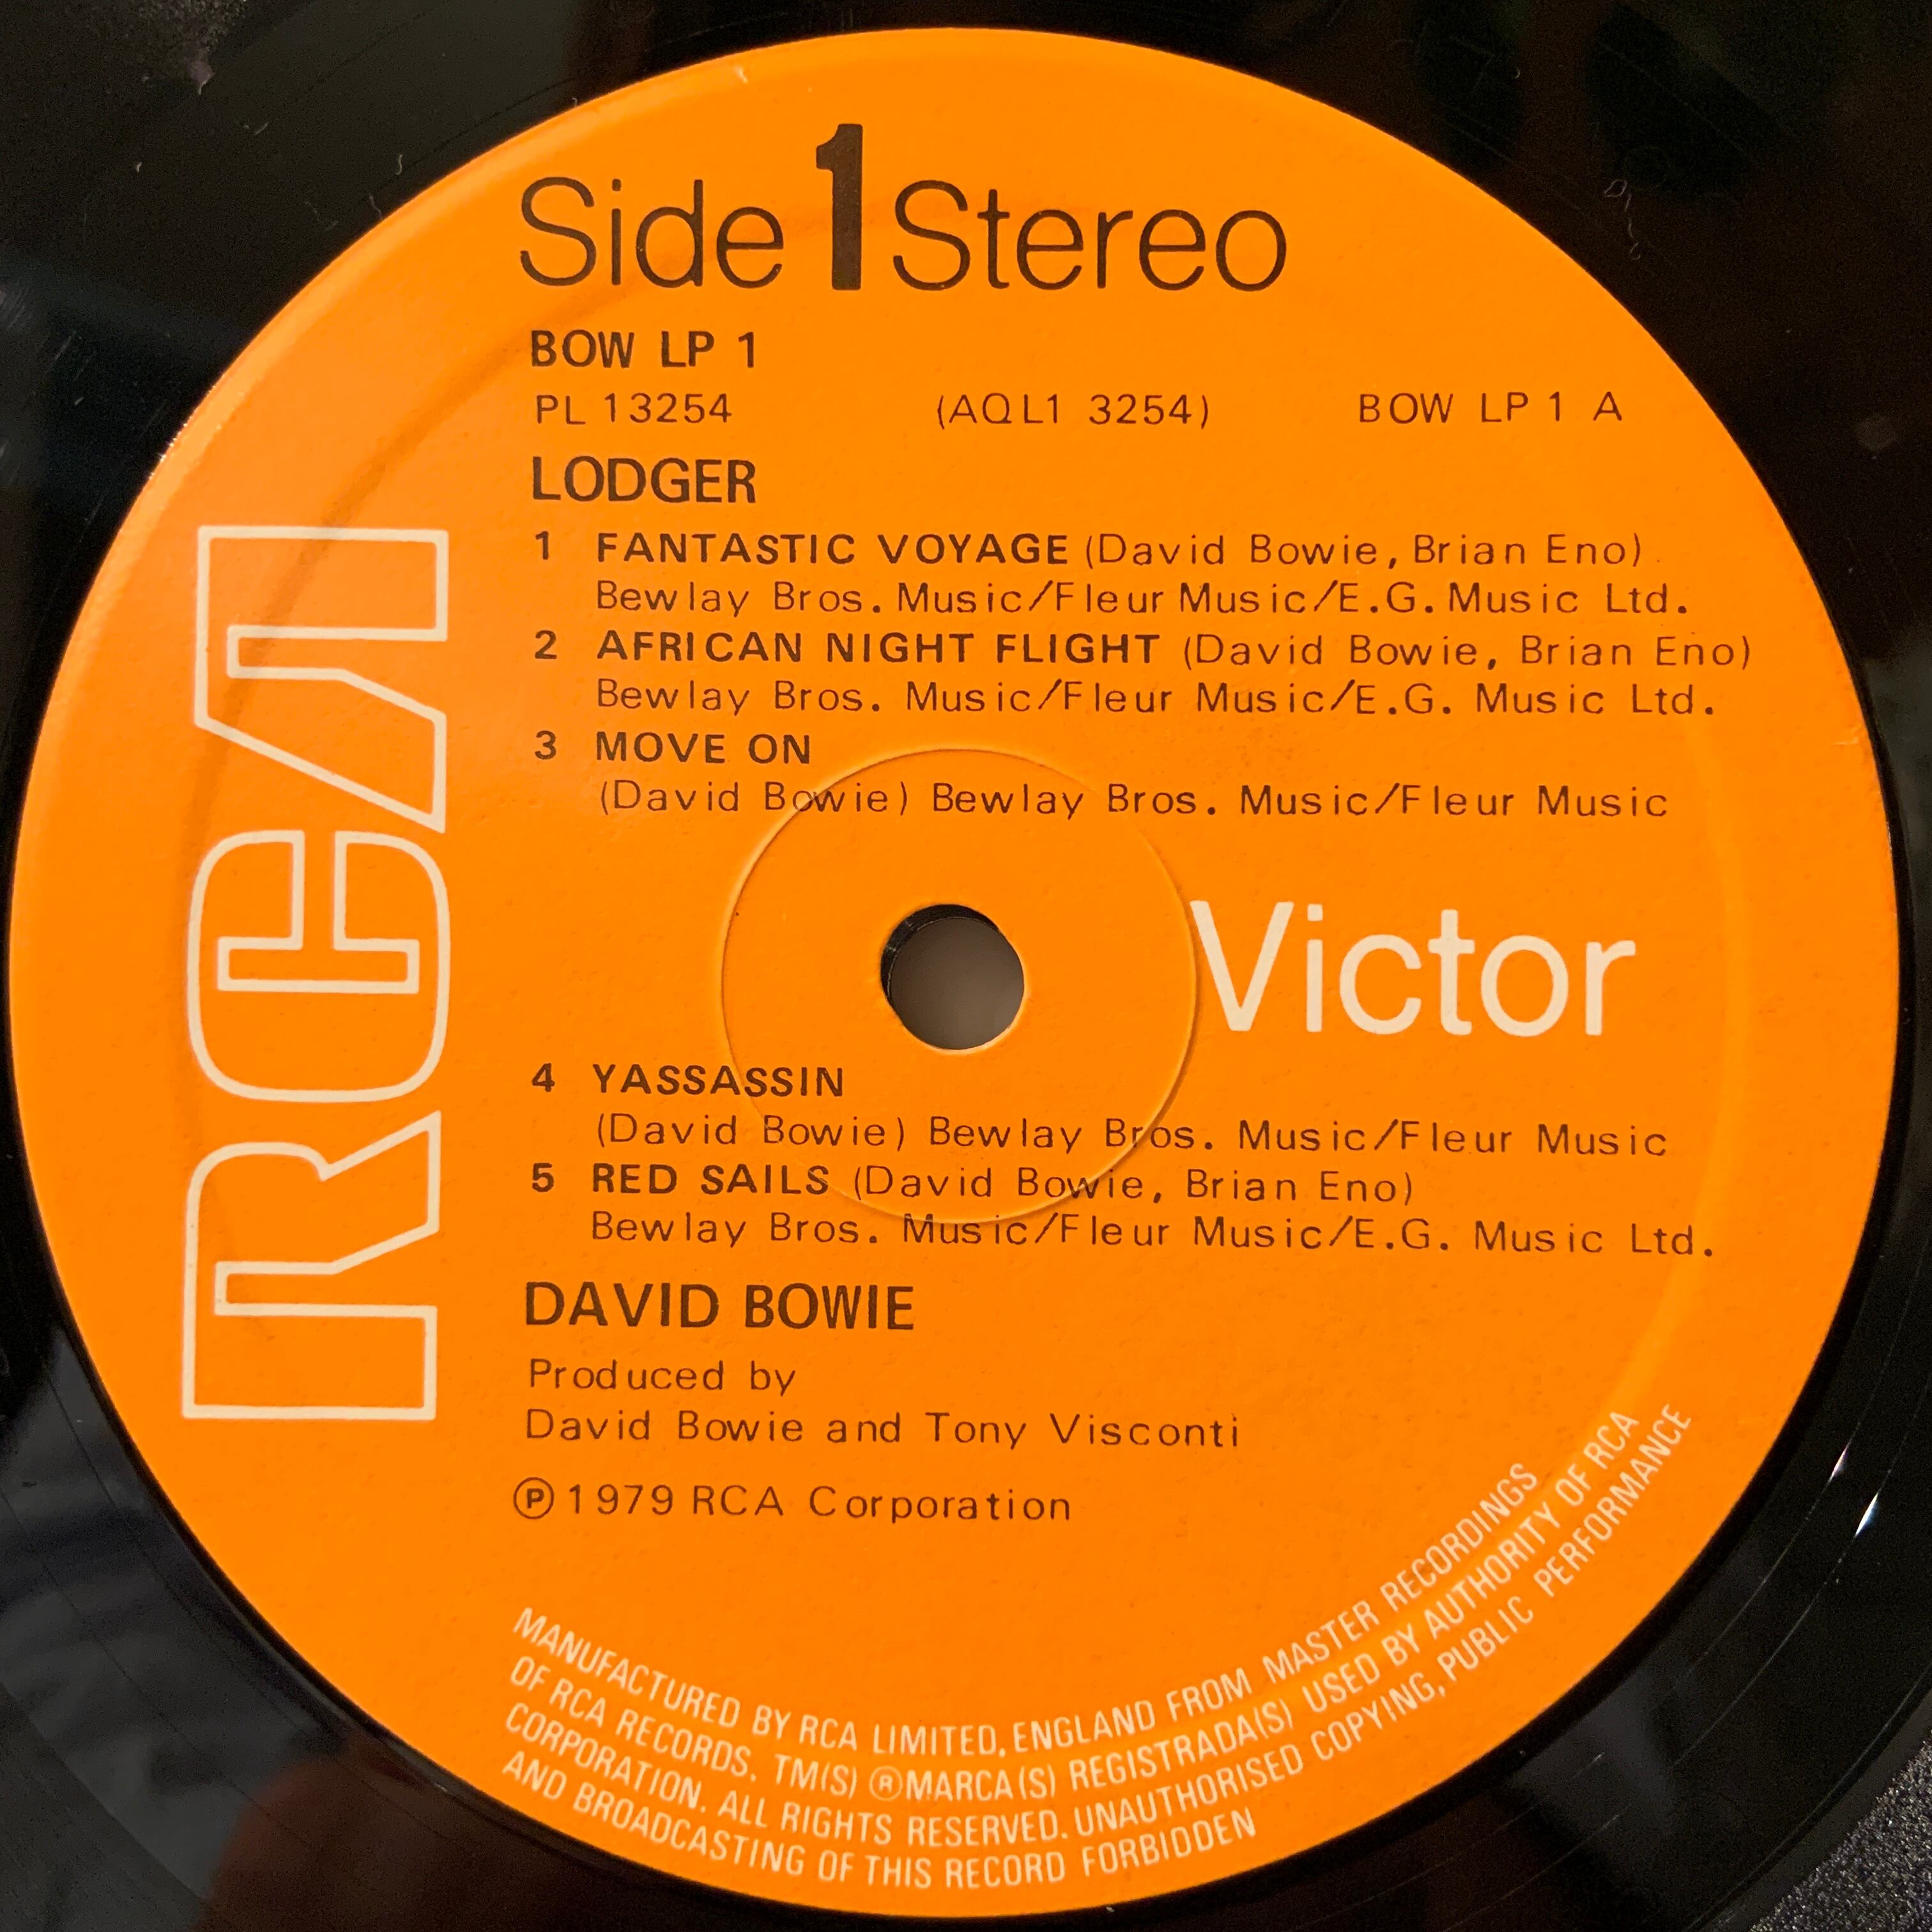 Side 1 Stereo
BOW LP 1
PL 13254 (AQL1 3254) BOW LP 1 A
LODGER
1 FANTASTIC VOYAGE (David Bowie, Brian Eno)
Bewlay Bros. Music/Fleur Music/E.G. Music Ltd.
2 AFRICAN NIGHT FLIGHT (David Bowie, Brian Eno)
Bewlay Bros. Music/Fleur Music/E.G. Music Ltd.
3 MOVE ON
(David Bowie) Bewlay Bros. Music/Fleur Music
RCA
Victor
4 YASSASSIN
(David Bowie) Bewlay Bros. Music/Fleur Music
5 RED SAILS (David Bowie, Brian Eno)
Bewlay Bros. Music/Fleur Music/E.G. Music Ltd.
DAVID BOWIE
Produced by
David Bowie and Tony Visconti
℗ 1979 RCA Corporation
MANUFACTURED BY RCA LIMITED, ENGLAND FROM MASTER RECORDINGS
OF RCA RECORDS. TM(S) ® MARCA(S) REGISTRADA(S) USED BY AUTHORITY OF RCA
CORPORATION. ALL RIGHTS RESERVED. UNAUTHORISED COPYING, PUBLIC PERFORMANCE
AND BROADCASTING OF THIS RECORD FORBIDDEN